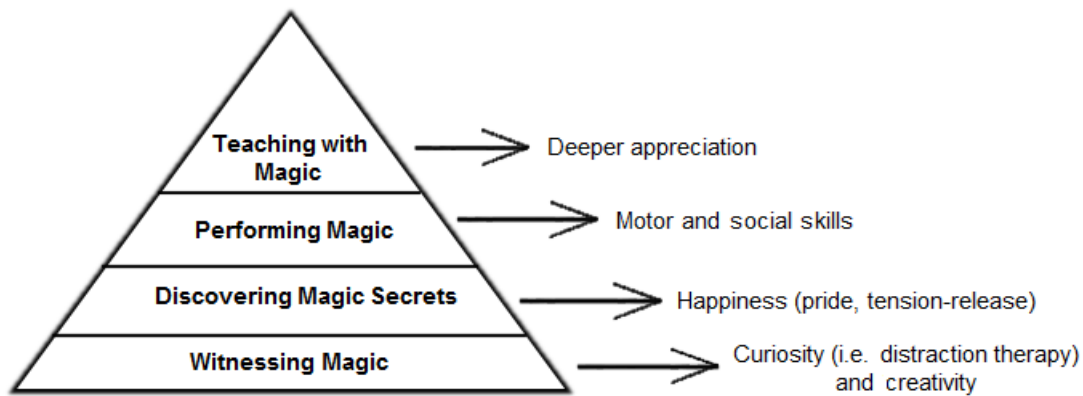 Teaching with
Magic
Deeper appreciation
Performing Magic
Motor and social skills
Discovering Magic Secrets
Happiness (pride, tension-release)
Witnessing Magic
Curiosity (i.e. distraction therapy)
and creativity